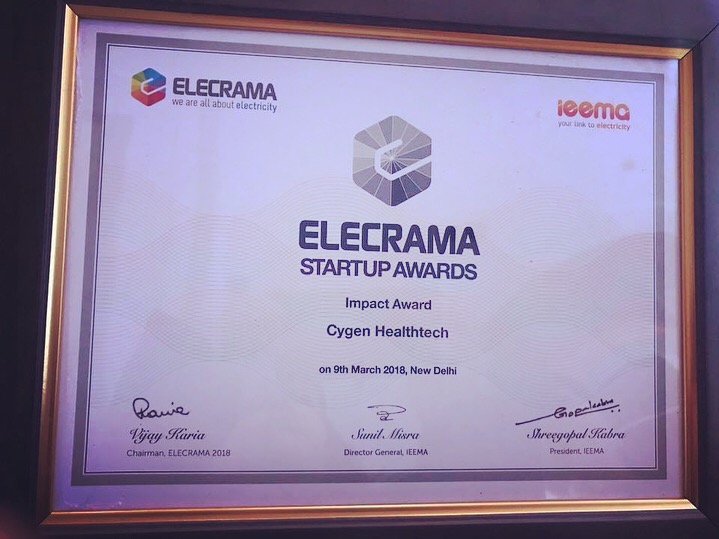 ELECRAMA
we are all about electricity
ieema
your link to electricity
ELECRAMA
STARTUP AWARDS
Impact Award
Cygen Healthtech
on 9th March 2018, New Delhi
Vijay Karia
Chairman, ELECRAMA 2018
Sunil Misra
Director General, IEEMA
Shreegopal Kabra
President, IEEMA